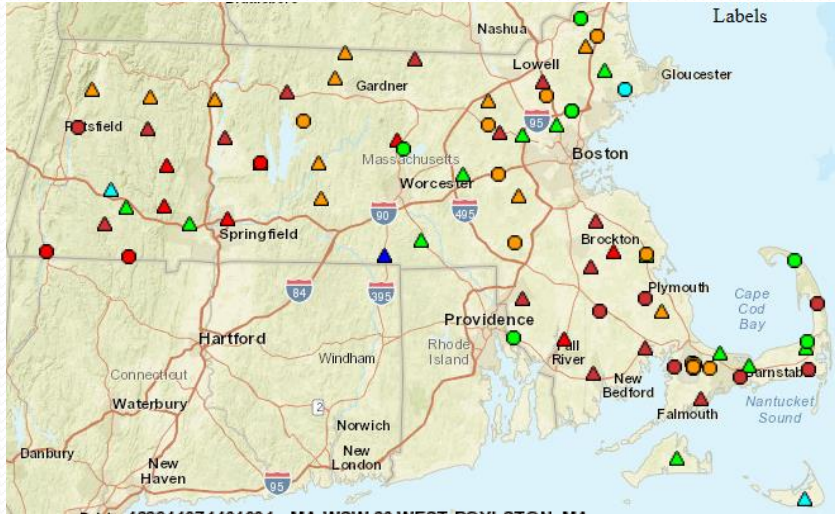 Labels
Nashua
Lowell
Gloucester
Gardner
95
Boston
Massachusetts
Worcester
90
495
Springfield
Brockton
Plymouth
Cape
Cod
Bay
84
395
Providence
Hartford
Rhode
Island
Windham
Fall
River
Connecticut
New
Bedford
Nantucket
Sound
Waterbury
2
Falmouth
Norwich
New
London
Danbury
New
Haven
95